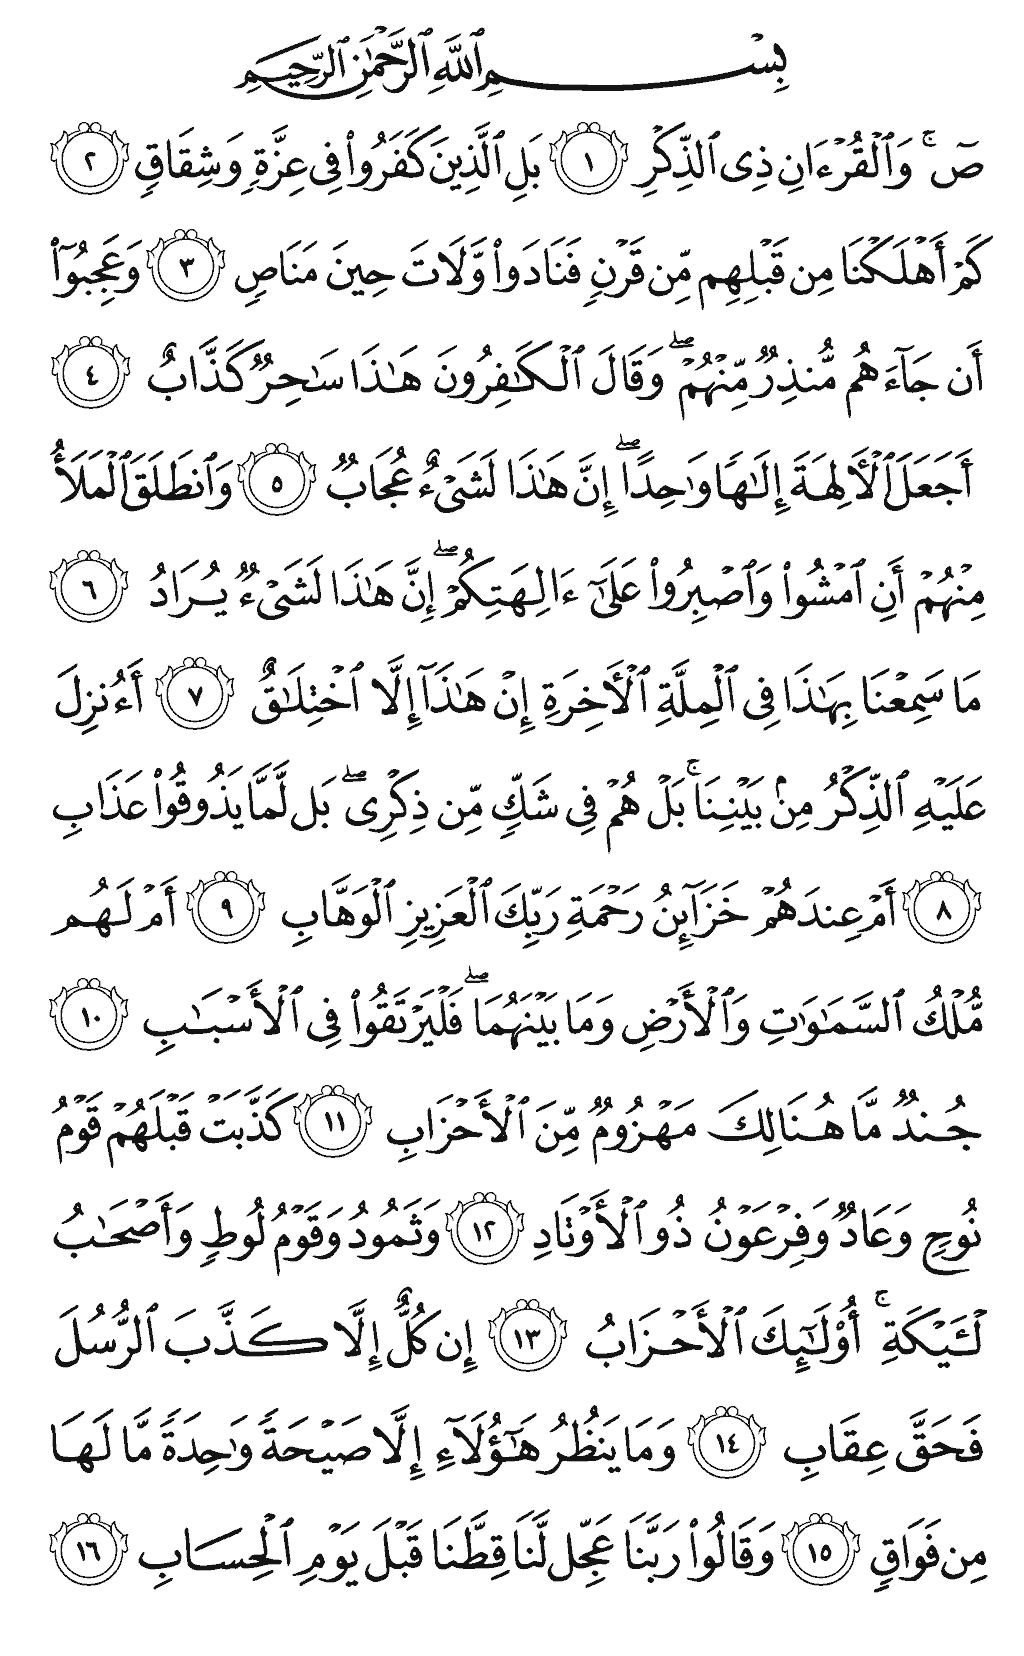 بِسْمِ ٱللَّهِ ٱلرَّحْمَٰنِ ٱلرَّحِيمِ
صٓ ۚ وَٱلْقُرْءَانِ ذِى ٱلذِّكْرِ ١ بَلِ ٱلَّذِينَ كَفَرُوا۟ فِى عِزَّةٍ وَشِقَاقٍ ٢
كَمْ أَهْلَكْنَا مِن قَبْلِهِم مِّن قَرْنٍ فَنَادَوا۟ وَّلَاتَ حِينَ مَنَاصٍ ٣ وَعَجِبُوٓا۟
أَن جَآءَهُم مُّنذِرٌ مِّنْهُمْ ۖ وَقَالَ ٱلْكَٰفِرُونَ هَٰذَا سَٰحِرٌ كَذَّابٌ ٤
أَجَعَلَ ٱلْـَٔالِهَةَ إِلَٰهًا وَٰحِدًا ۖ إِنَّ هَٰذَا لَشَىْءٌ عُجَابٌ ٥ وَٱنطَلَقَ ٱلْمَلَأُ
مِنْهُمْ أَنِ ٱمْشُوا۟ وَٱصْبِرُوا۟ عَلَىٰٓ ءَالِهَتِكُمْ ۖ إِنَّ هَٰذَا لَشَىْءٌ يُرَادُ ٦
مَا سَمِعْنَا بِهَٰذَا فِى ٱلْمِلَّةِ ٱلْـَٔاخِرَةِ إِنْ هَٰذَآ إِلَّا ٱخْتِلَٰقٌ ٧ أَءُنزِلَ
عَلَيْهِ ٱلذِّكْرُ مِنۢ بَيْنِنَا ۚ بَلْ هُمْ فِى شَكٍّ مِّن ذِكْرِى ۖ بَل لَّمَّا يَذُوقُوا۟ عَذَابِ
٨ أَمْ عِندَهُمْ خَزَآئِنُ رَحْمَةِ رَبِّكَ ٱلْعَزِيزِ ٱلْوَهَّابِ ٩ أَمْ لَهُم
مُّلْكُ ٱلسَّمَٰوَٰتِ وَٱلْأَرْضِ وَمَا بَيْنَهُمَا ۖ فَلْيَرْتَقُوا۟ فِى ٱلْأَسْبَٰبِ ١٠
جُندٌ مَّا هُنَالِكَ مَهْزُومٌ مِّنَ ٱلْأَحْزَابِ ١١ كَذَّبَتْ قَبْلَهُمْ قَوْمُ
نُوحٍ وَعَادٌ وَفِرْعَوْنُ ذُو ٱلْأَوْتَادِ ١٢ وَثَمُودُ وَقَوْمُ لُوطٍ وَأَصْحَٰبُ
لْـَٔيْكَةِ ۚ أُو۟لَٰٓئِكَ ٱلْأَحْزَابُ ١٣ إِن كُلٌّ إِلَّا كَذَّبَ ٱلرُّسُلَ
فَحَقَّ عِقَابِ ١٤ وَمَا يَنظُرُ هَٰٓؤُلَآءِ إِلَّا صَيْحَةً وَٰحِدَةً مَّا لَهَا
مِن فَوَاقٍ ١٥ وَقَالُوا۟ رَبَّنَا عَجِّل لَّنَا قِطَّنَا قَبْلَ يَوْمِ ٱلْحِسَابِ ١٦